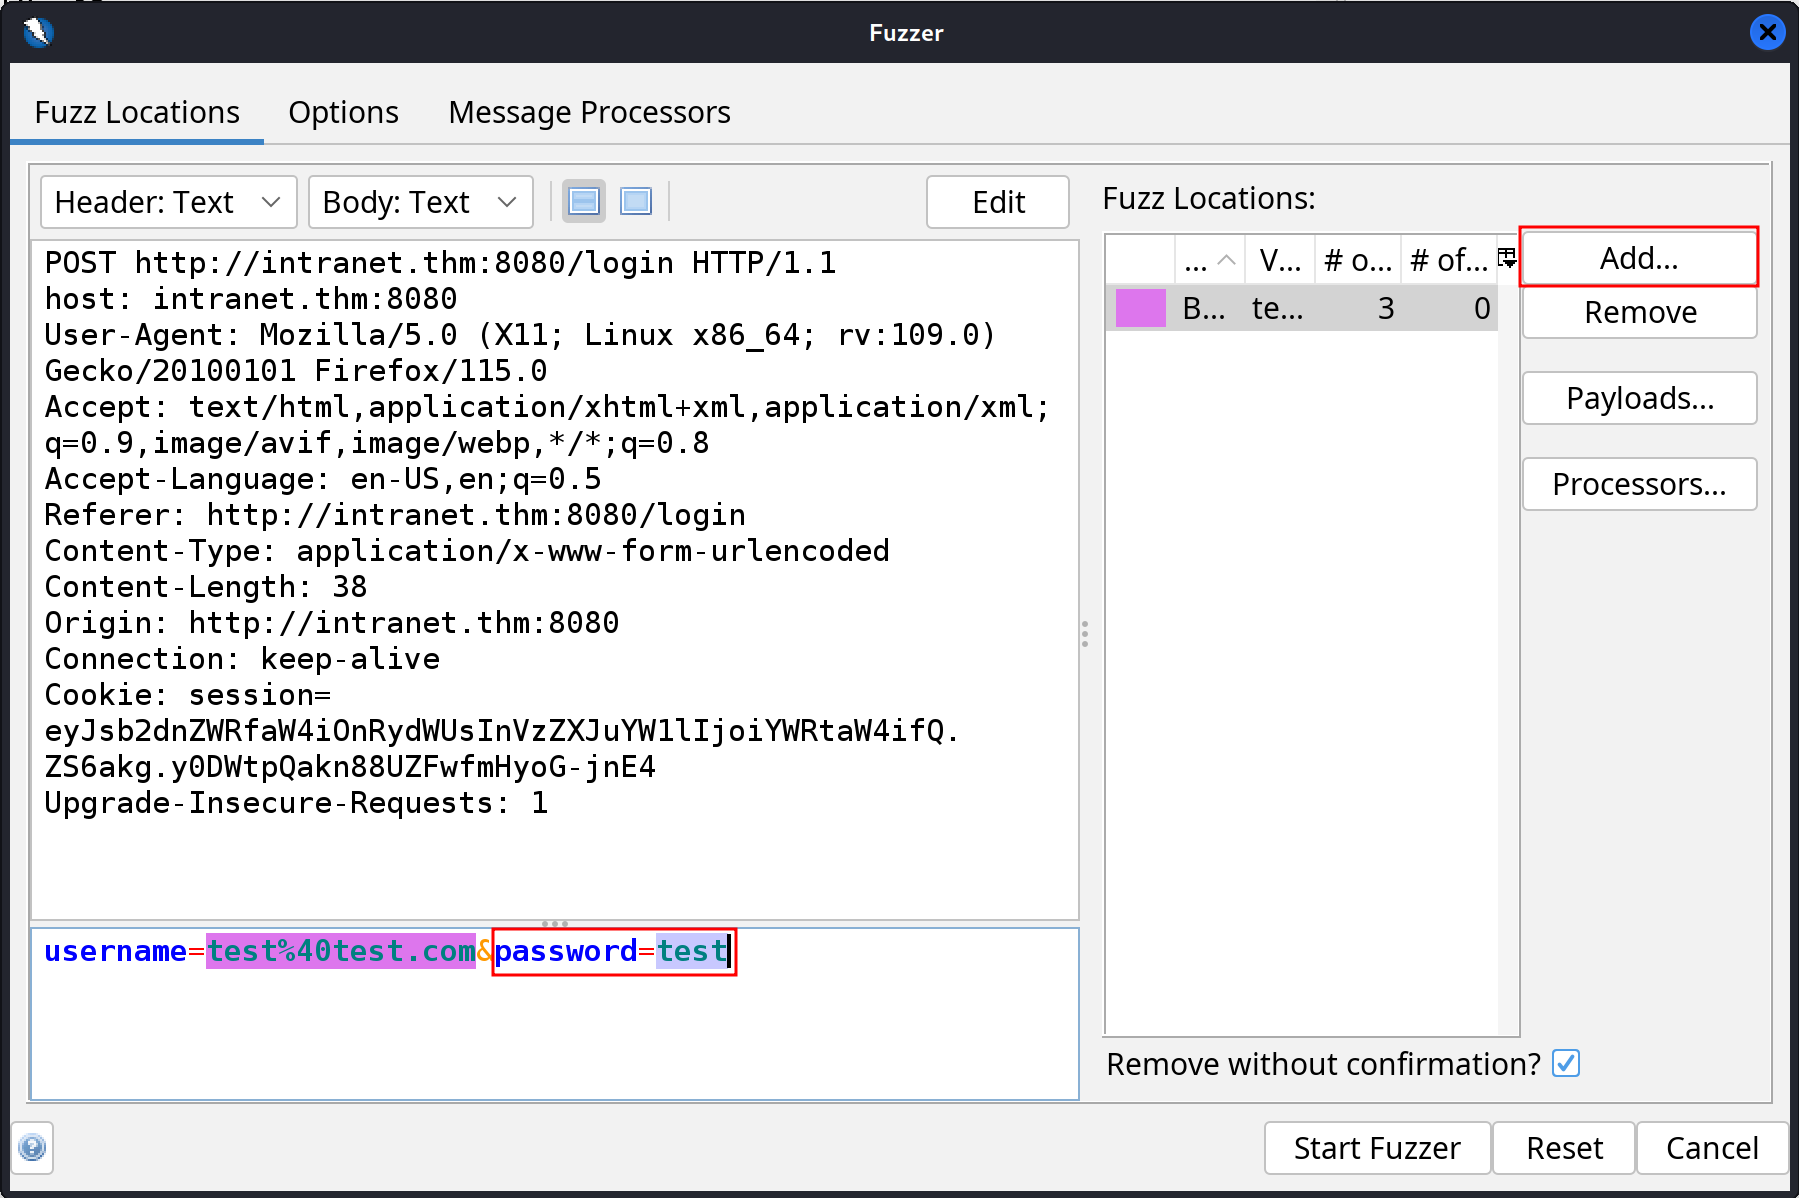 Fuzzer
Fuzz Locations Options Message Processors
Header: Text Body: Text Edit
POST http://intranet.thm:8080/login HTTP/1.1
host: intranet.thm:8080
User-Agent: Mozilla/5.0 (X11; Linux x86_64; rv:109.0)
Gecko/20100101 Firefox/115.0
Accept: text/html,application/xhtml+xml,application/xml;
q=0.9,image/avif,image/webp,*/*;q=0.8
Accept-Language: en-US,en;q=0.5
Referer: http://intranet.thm:8080/login
Content-Type: application/x-www-form-urlencoded
Content-Length: 38
Origin: http://intranet.thm:8080
Connection: keep-alive
Cookie: session=
eyJsb2dnZWRfaW4iOnRydWUsInVzZXJuYW1lIjoiYWRtaW4ifQ.
ZS6akg.y0DWtpQakn88UZFwfmHyoG-jnE4
Upgrade-Insecure-Requests: 1
username=test%40test.com&password=test
Fuzz Locations:
... V... # o... # of...
B... te... 3 0
Add...
Remove
Payloads...
Processors...
Remove without confirmation?
Start Fuzzer Reset Cancel